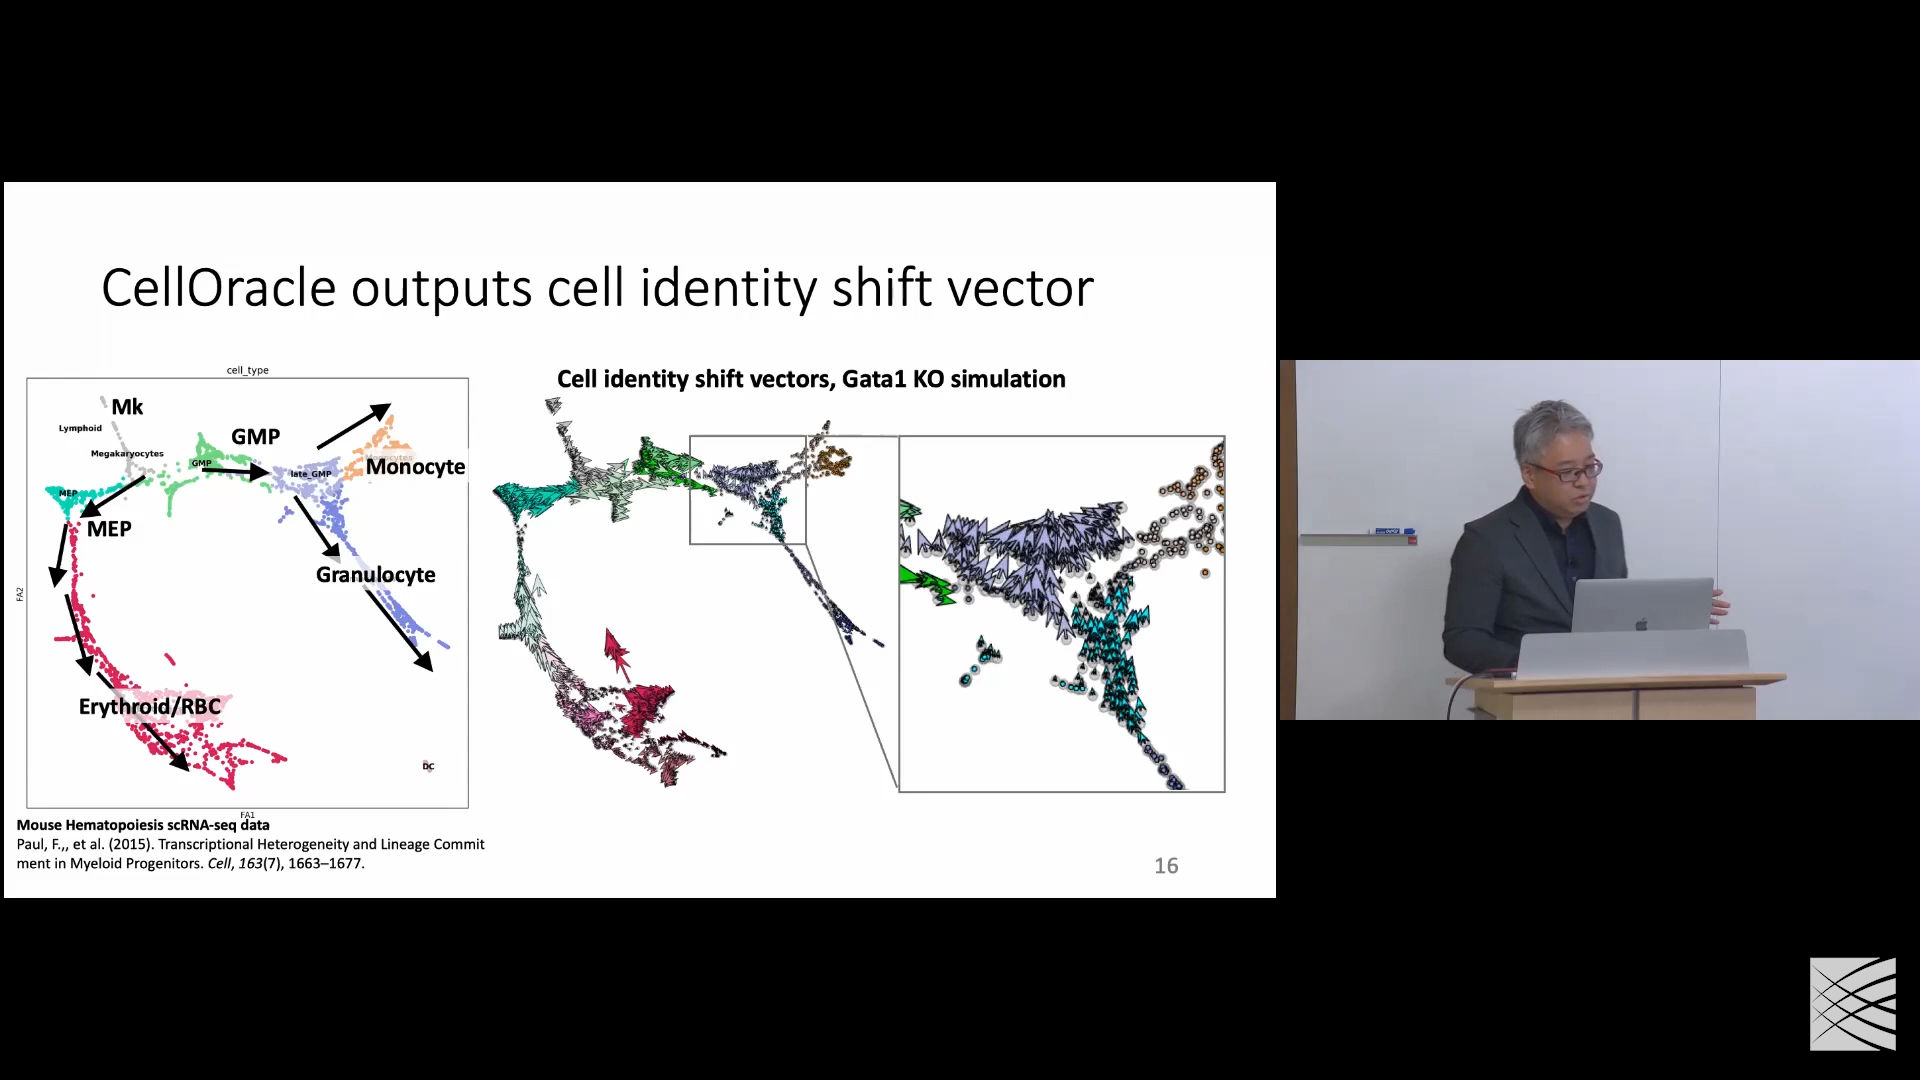 CellOracle outputs cell identity shift vector
cell_type
Cell identity shift vectors, Gata1 KO simulation
Mk
Lymphoid
GMP
Megakaryocytes
GMP
late_GMP
Monocyte
MEP
MEP
Granulocyte
FA2
Erythroid/RBC
DC
FA1
Mouse Hematopoiesis scRNA-seq data
Paul, F.,, et al. (2015). Transcriptional Heterogeneity and Lineage Commit
ment in Myeloid Progenitors. Cell, 163(7), 1663–1677.
16